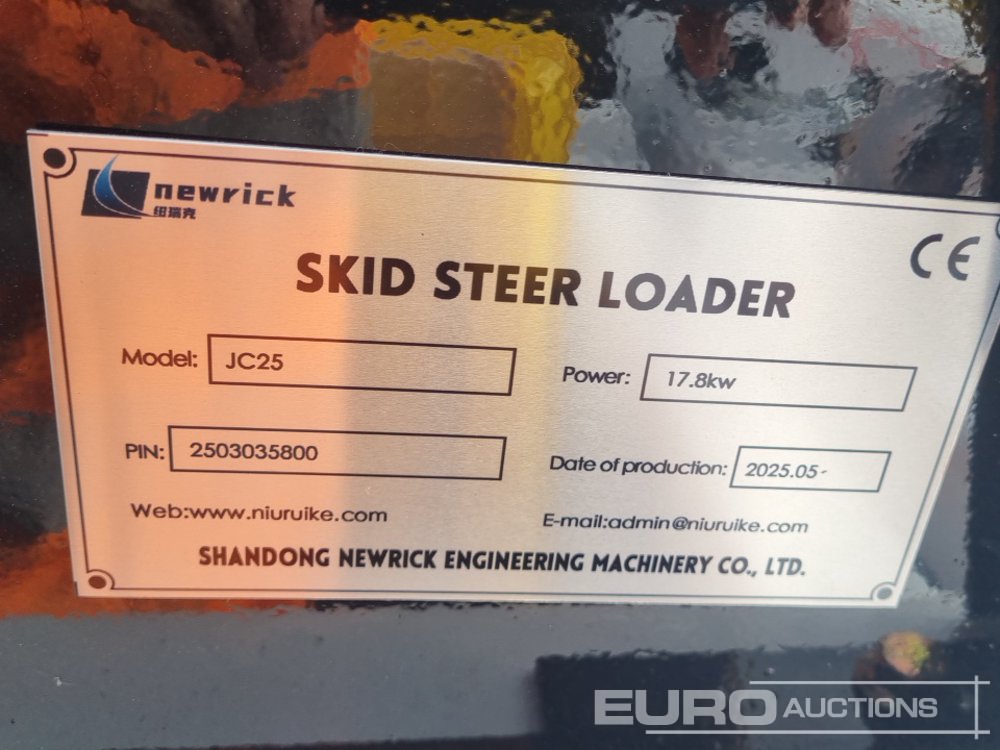 newrick
纽瑞克
CE
SKID STEER LOADER
Model: JC25
Power: 17.8kw
PIN: 2503035800
Date of production: 2025.05-
Web:www.niuruike.com
E-mail:admin@niuruike.com
SHANDONG NEWRICK ENGINEERING MACHINERY CO., LTD.
EURO AUCTIONS